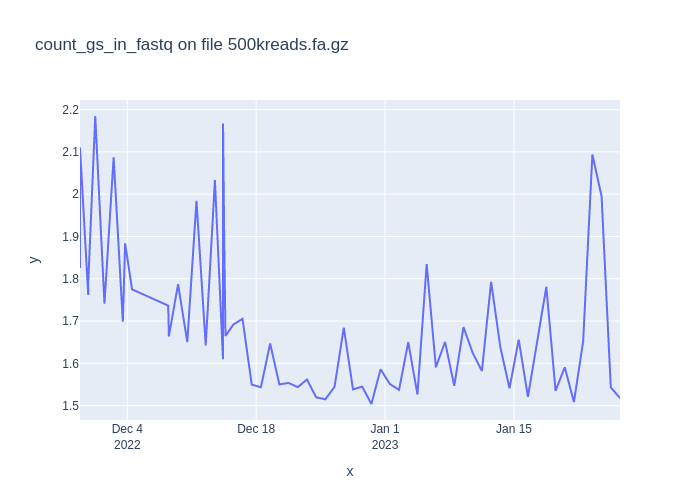 count_gs_in_fastq on file 500kreads.fa.gz
2.2
2.1
2
1.9
1.8
1.7
1.6
1.5
y
Dec 4
2022
Dec 18
Jan 1
2023
Jan 15
x